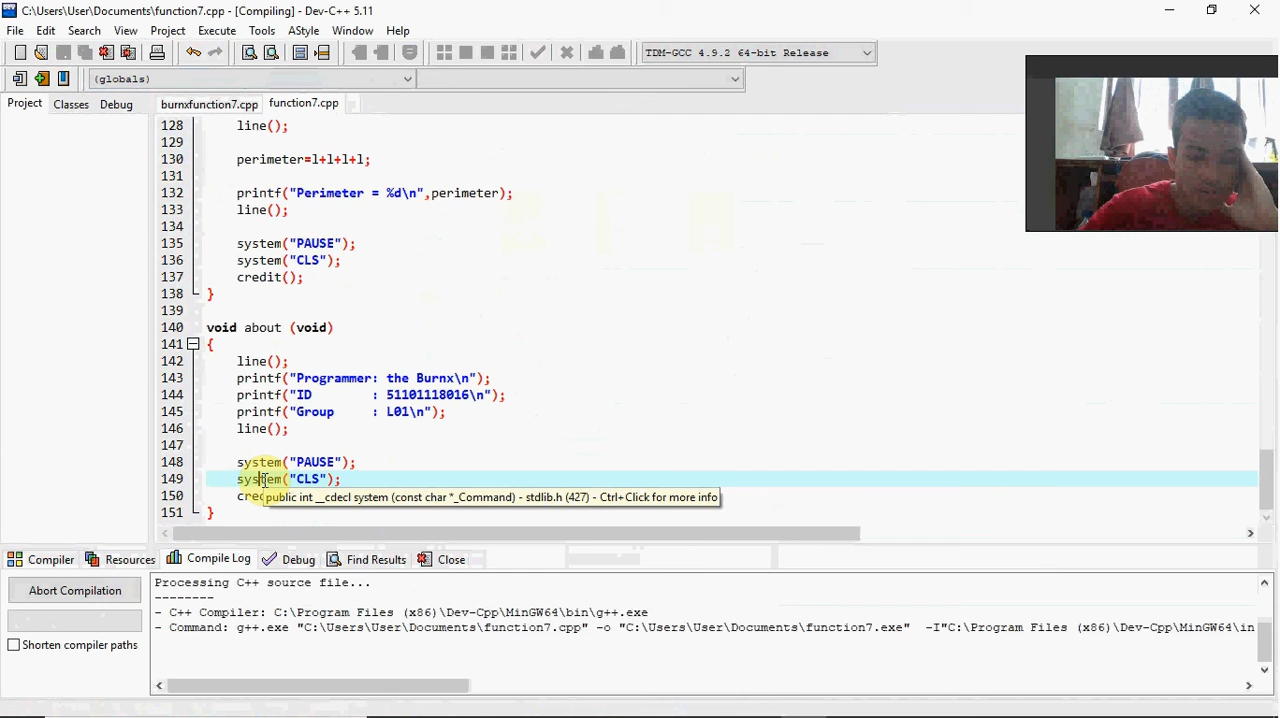 C:\Users\User\Documents\function7.cpp - [Compiling] - Dev-C++ 5.11
File Edit Search View Project Execute Tools AStyle Window Help
TDM-GCC 4.9.2 64-bit Release
(globals)
Project Classes Debug burnxfunction7.cpp function7.cpp
128 line();
129
130 perimeter=l+l+l+l;
131
132 printf("Perimeter = %d\n",perimeter);
133 line();
134
135 system("PAUSE");
136 system("CLS");
137 credit();
138 }
139
140 void about (void)
141 {
142 line();
143 printf("Programmer: the Burnx\n");
144 printf("ID : 51101118016\n");
145 printf("Group : L01\n");
146 line();
147
148 system("PAUSE");
149 system("CLS");
150 cre public int __cdecl system (const char *_Command) - stdlib.h (427) - Ctrl+Click for more info
151 }
Compiler Resources Compile Log Debug Find Results Close
Abort Compilation
Shorten compiler paths
Processing C++ source file...
--------
- C++ Compiler: C:\Program Files (x86)\Dev-Cpp\MinGW64\bin\g++.exe
- Command: g++.exe "C:\Users\User\Documents\function7.cpp" -o "C:\Users\User\Documents\function7.exe" -I"C:\Program Files (x86)\Dev-Cpp\MinGW64\in